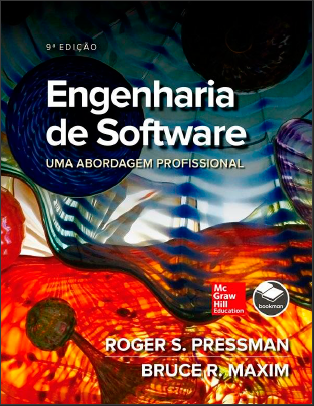 9ª EDIÇÃO
Engenharia
de Software
UMA ABORDAGEM PROFISSIONAL
Mc
Graw
Hill
Education
bookman
ROGER S. PRESSMAN
BRUCE R. MAXIM